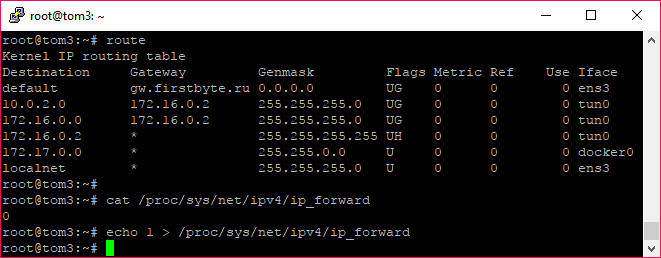 root@tom3: ~
root@tom3:~# route
Kernel IP routing table
Destination     Gateway         Genmask         Flags Metric Ref    Use Iface
default         gw.firstbyte.ru 0.0.0.0         UG    0      0        0 ens3
10.0.2.0        172.16.0.2      255.255.255.0   UG    0      0        0 tun0
172.16.0.0      172.16.0.2      255.255.255.0   UG    0      0        0 tun0
172.16.0.2      *               255.255.255.255 UH    0      0        0 tun0
172.17.0.0      *               255.255.0.0     U     0      0        0 docker0
localnet        *               255.255.255.0   U     0      0        0 ens3
root@tom3:~#
root@tom3:~# cat /proc/sys/net/ipv4/ip_forward
0
root@tom3:~# echo 1 > /proc/sys/net/ipv4/ip_forward
root@tom3:~#